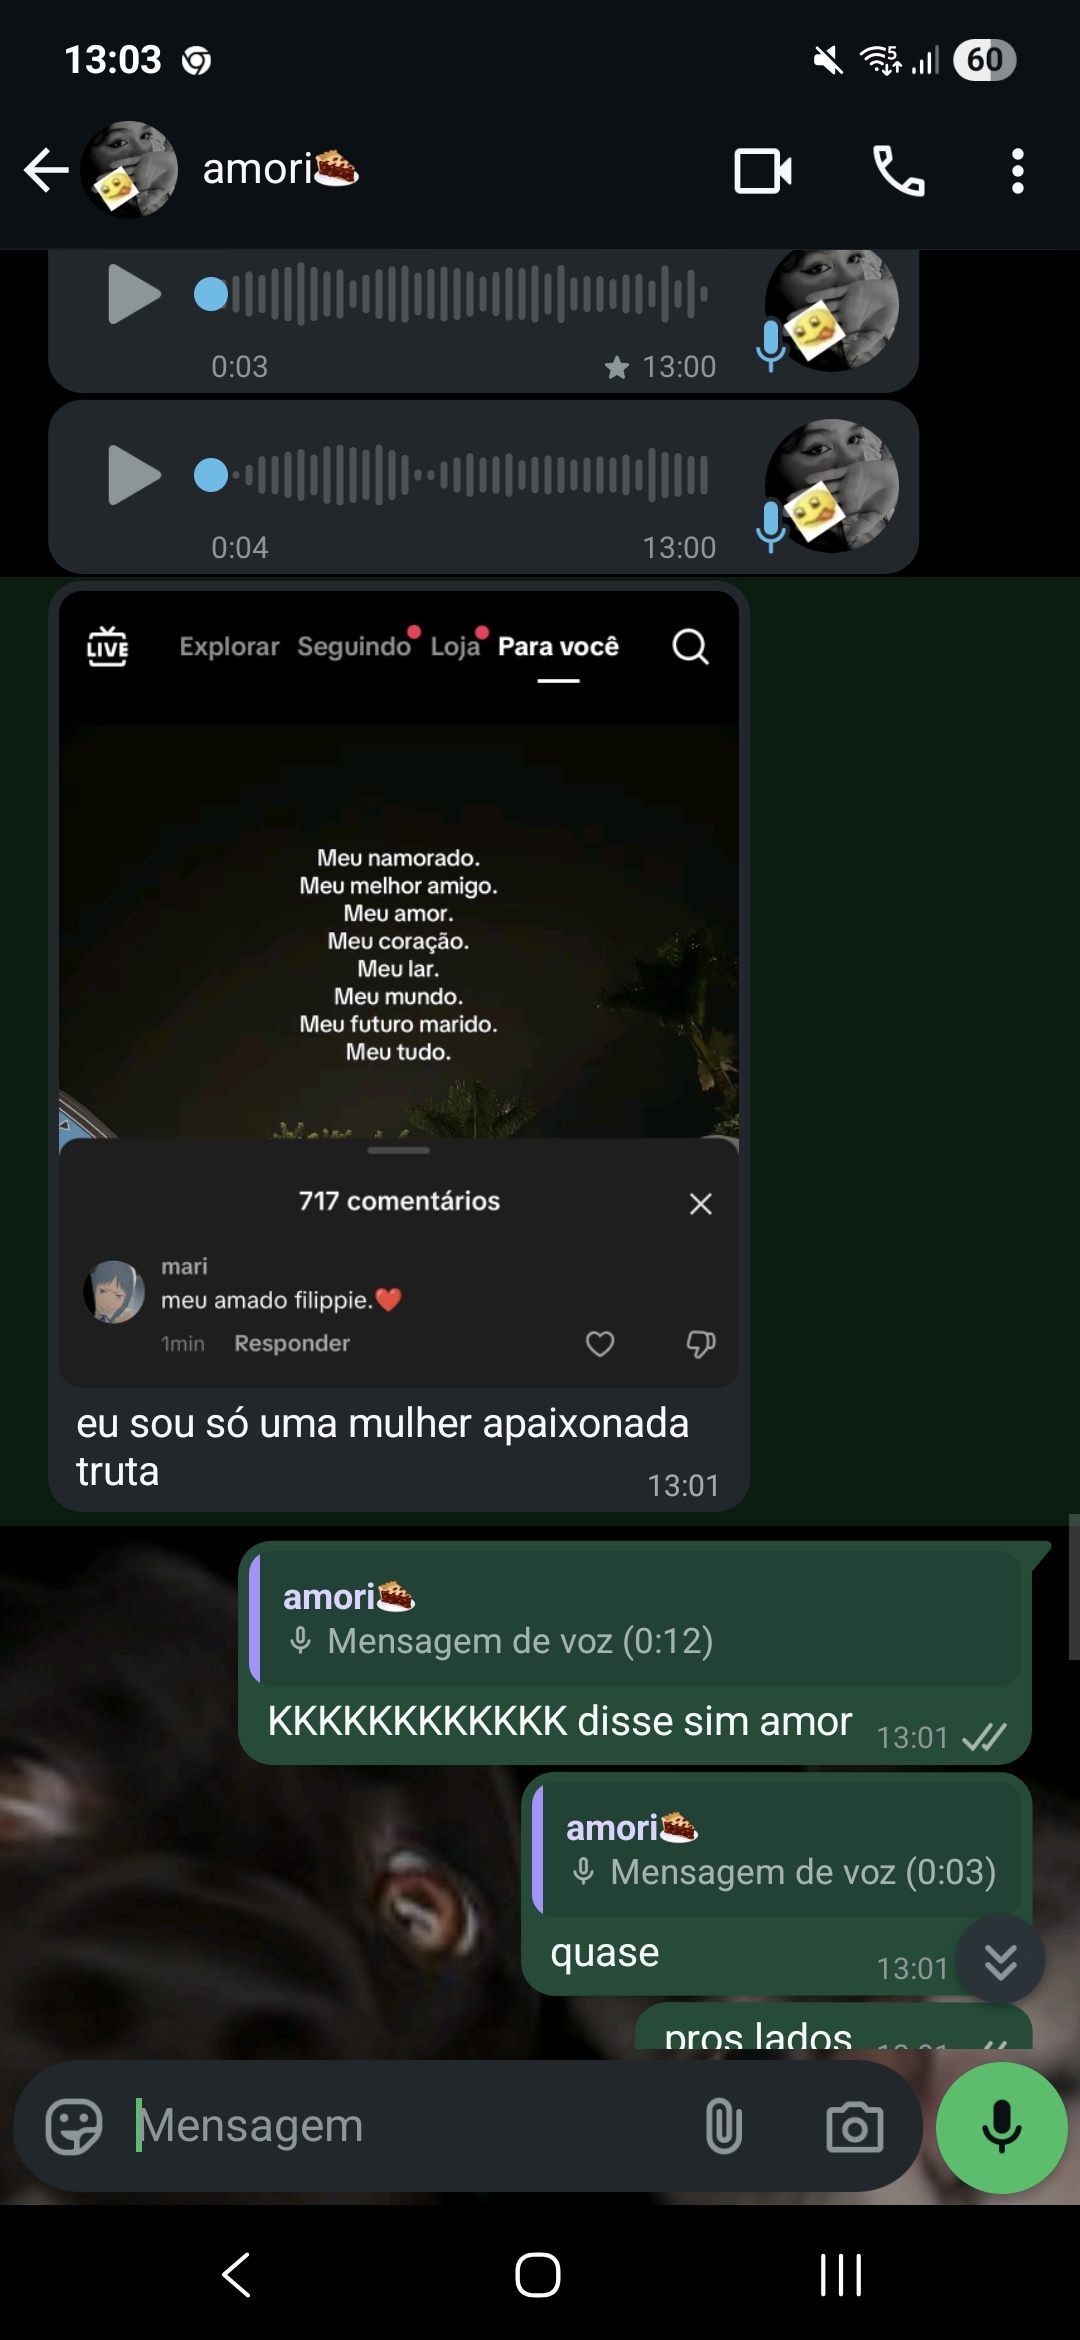 13:03
5
60
amori
0:03
13:00
0:04
13:00
LIVE
Explorar Seguindo Loja Para você
Meu namorado.
Meu melhor amigo.
Meu amor.
Meu coração.
Meu lar.
Meu mundo.
Meu futuro marido.
Meu tudo.
717 comentários
mari
meu amado filippie.❤️
1min Responder
eu sou só uma mulher apaixonada
truta
13:01
amori
Mensagem de voz (0:12)
KKKKKKKKKKKK disse sim amor
13:01
amori
Mensagem de voz (0:03)
quase
13:01
pros lados
13:01
Mensagem